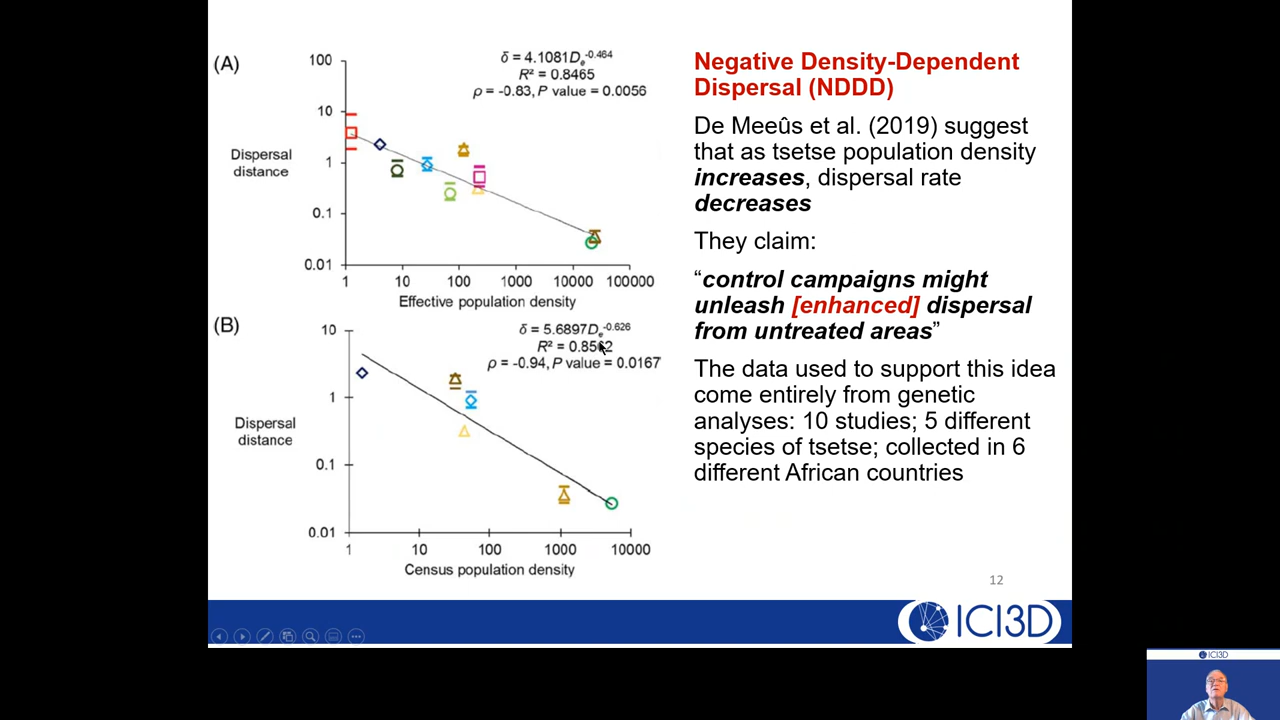 (A)
δ = 4.1081Dₑ^-0.464
R² = 0.8465
ρ = -0.83, P value = 0.0056
100
10
1
0.1
0.01
Dispersal
distance
1 10 100 1000 10000 100000
Effective population density
(B)
δ = 5.6897Dₑ^-0.626
R² =
ρ = -0.94, P value = 0.0167
10
1
0.1
0.01
Dispersal
distance
1 10 100 1000 10000
Census population density
Negative Density-Dependent
Dispersal (NDDD)
De Meeûs et al. (2019) suggest
that as tsetse population density
increases, dispersal rate
decreases
They claim:
“control campaigns might
unleash [enhanced] dispersal
from untreated areas”
The data used to support this idea
come entirely from genetic
analyses: 10 studies; 5 different
species of tsetse; collected in 6
different African countries
12
ICI3D
ICI3D